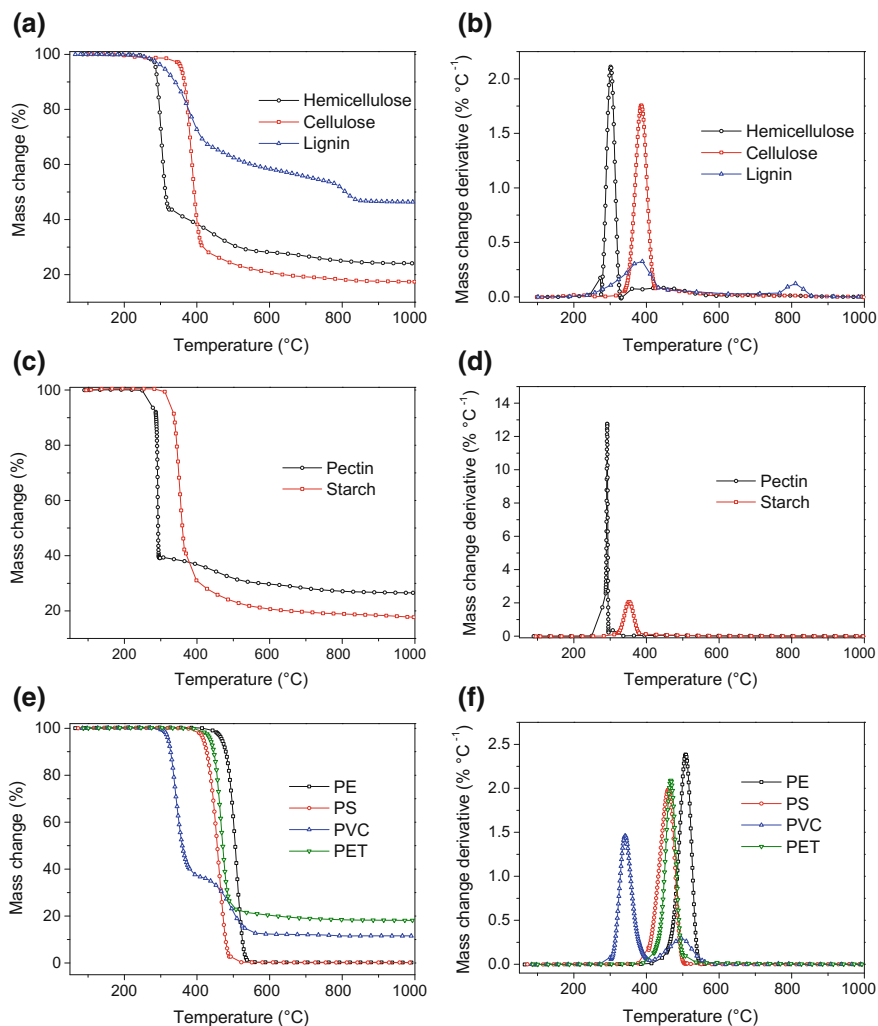 (a)
Mass change (%)
100
80
60
40
20
Hemicellulose
Cellulose
Lignin
200 400 600 800 1000
Temperature (°C)
(b)
Mass change derivative (% °C⁻¹)
2.0
1.5
1.0
0.5
0.0
Hemicellulose
Cellulose
Lignin
200 400 600 800 1000
Temperature (°C)
(c)
Mass change (%)
100
80
60
40
20
Pectin
Starch
200 400 600 800 1000
Temperature (°C)
(d)
Mass change derivative (% °C⁻¹)
14
12
10
8
6
4
2
0
Pectin
Starch
200 400 600 800 1000
Temperature (°C)
(e)
Mass change (%)
100
80
60
40
20
0
PE
PS
PVC
PET
200 400 600 800 1000
Temperature (°C)
(f)
Mass change derivative (% °C⁻¹)
2.5
2.0
1.5
1.0
0.5
0.0
PE
PS
PVC
PET
200 400 600 800 1000
Temperature (°C)